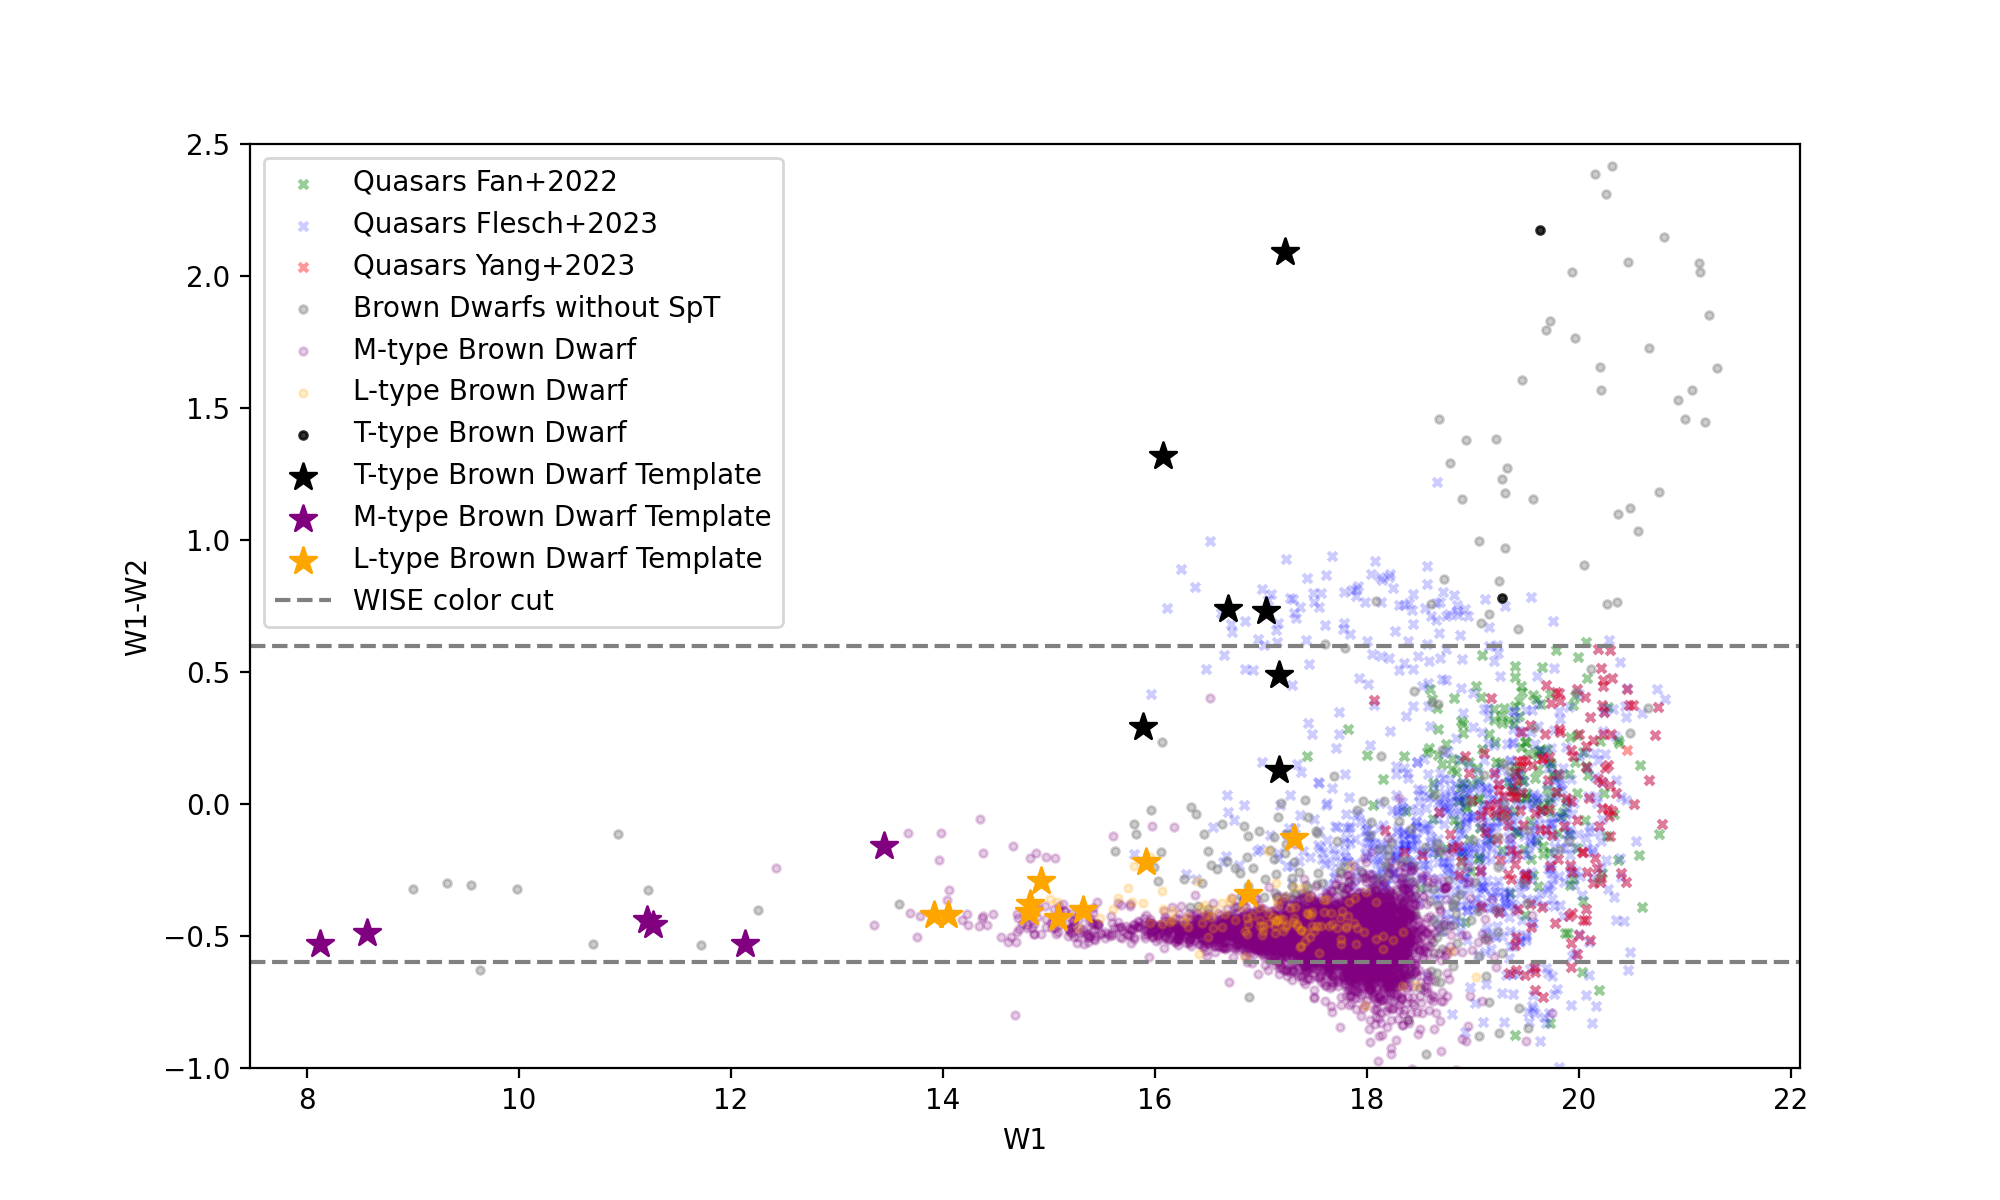 2.5
2.0
1.5
1.0
0.5
0.0
−0.5
−1.0
W1-W2
Quasars Fan+2022
Quasars Flesch+2023
Quasars Yang+2023
Brown Dwarfs without SpT
M-type Brown Dwarf
L-type Brown Dwarf
T-type Brown Dwarf
T-type Brown Dwarf Template
M-type Brown Dwarf Template
L-type Brown Dwarf Template
WISE color cut
8 10 12 14 16 18 20 22
W1